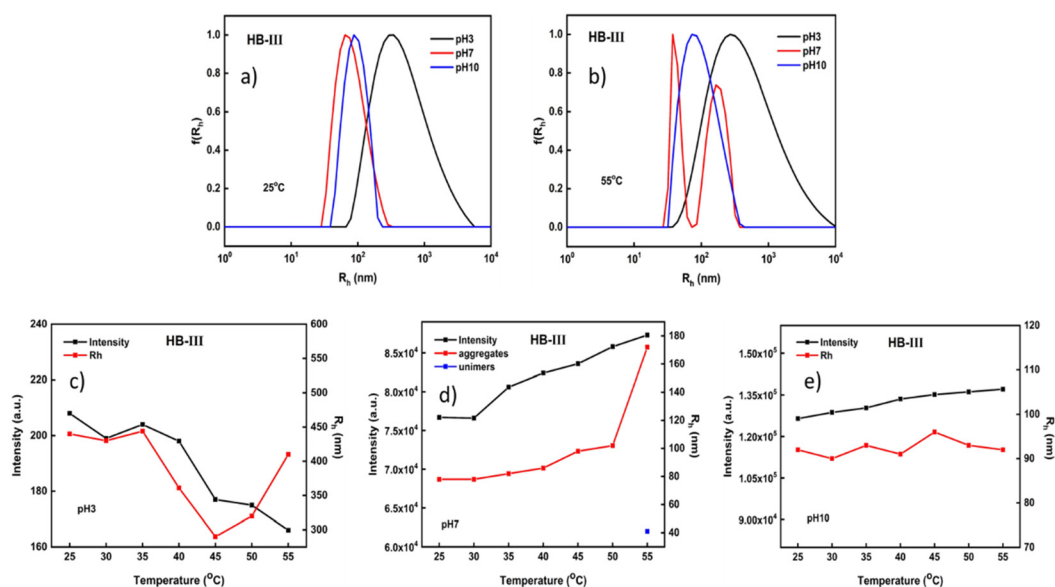 HB-III
pH3
pH7
pH10
a)
25°C
f(Rh)
1.0
0.8
0.6
0.4
0.2
0.0
10⁰ 10¹ 10² 10³ 10⁴
Rh (nm)
HB-III
pH3
pH7
pH10
b)
55°C
f(Rh)
1.0
0.8
0.6
0.4
0.2
0.0
10⁰ 10¹ 10² 10³ 10⁴
Rh (nm)
HB-III
Intensity
Rh
c)
pH3
Intensity (a.u.)
240
220
200
180
160
Rh (nm)
600
550
500
450
400
350
300
25 30 35 40 45 50 55
Temperature (°C)
HB-III
Intensity
aggregates
unimers
d)
pH7
Intensity (a.u.)
8.5x10⁴
8.0x10⁴
7.5x10⁴
7.0x10⁴
6.5x10⁴
6.0x10⁴
Rh (nm)
180
160
140
120
100
80
60
40
25 30 35 40 45 50 55
Temperature (°C)
HB-III
Intensity
Rh
e)
pH10
Intensity (a.u.)
1.50x10⁵
1.35x10⁵
1.20x10⁵
1.05x10⁵
9.00x10⁴
Rh (nm)
120
110
100
90
80
70
25 30 35 40 45 50 55
Temperature (°C)